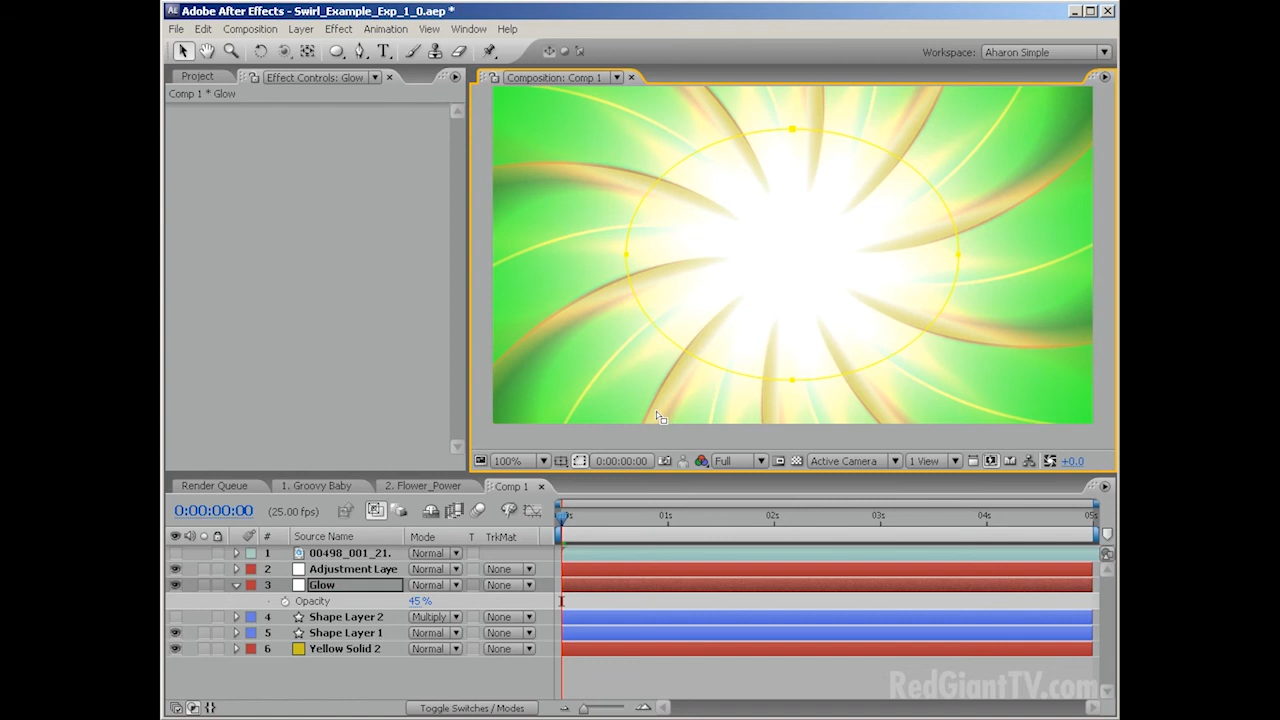 Adobe After Effects - Swirl_Example_Exp_1_0.aep *
File Edit Composition Layer Effect Animation View Window Help
Workspace: Aharon Simple
Project Effect Controls: Glow Composition: Comp 1
Comp 1 * Glow
100% 0:00:00:00 Full Active Camera 1 View +0.0
Render Queue 1. Groovy Baby 2. Flower_Power Comp 1
0:00:00:00 (25.00 fps) 01s 02s 03s 04s 05s
# Source Name Mode T TrkMat
1 00498_001_21. Normal
2 Adjustment Laye Normal None
3 Glow Normal None
Opacity 45%
4 Shape Layer 2 Multiply None
5 Shape Layer 1 Normal None
6 Yellow Solid 2 Normal None
RedGiantTV.com
Toggle Switches / Modes